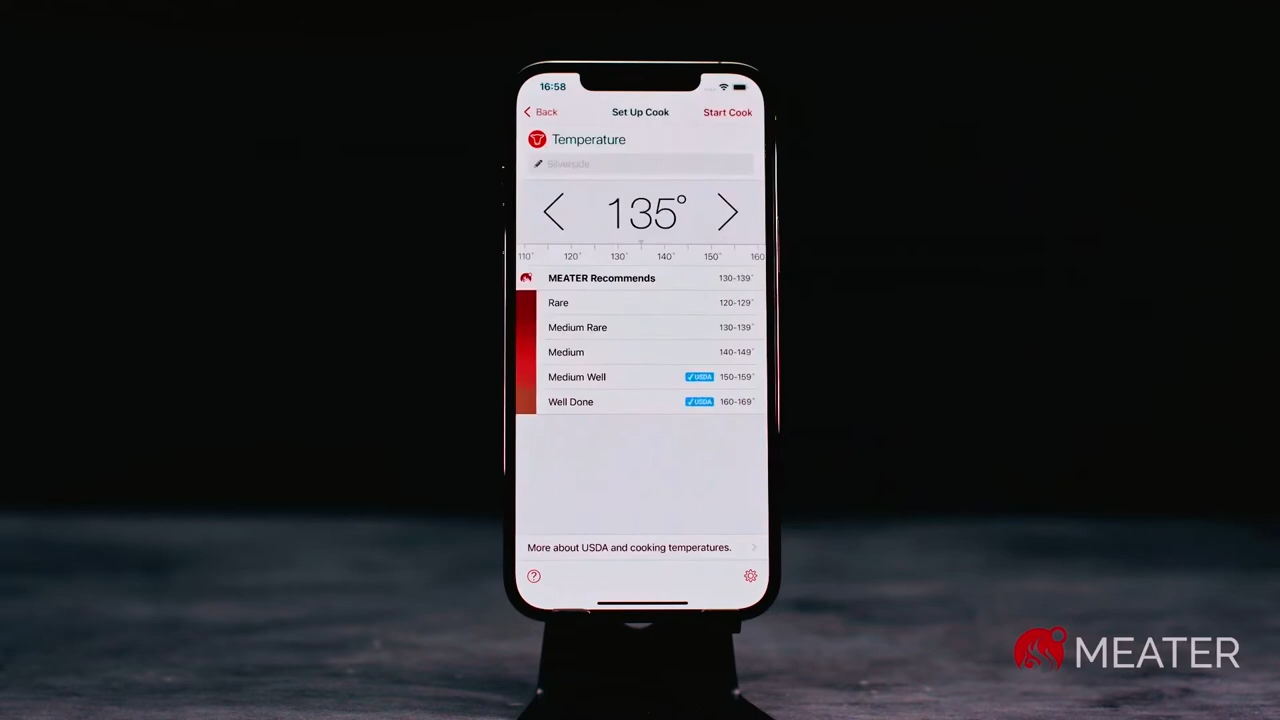 16:58
Back
Set Up Cook
Start Cook
Temperature
Silverside
135°
110° 120° 130° 140° 150° 160
MEATER Recommends 130-139°
Rare 120-129°
Medium Rare 130-139°
Medium 140-149°
Medium Well ✓USDA 150-159°
Well Done ✓USDA 160-169°
More about USDA and cooking temperatures.
?
MEATER